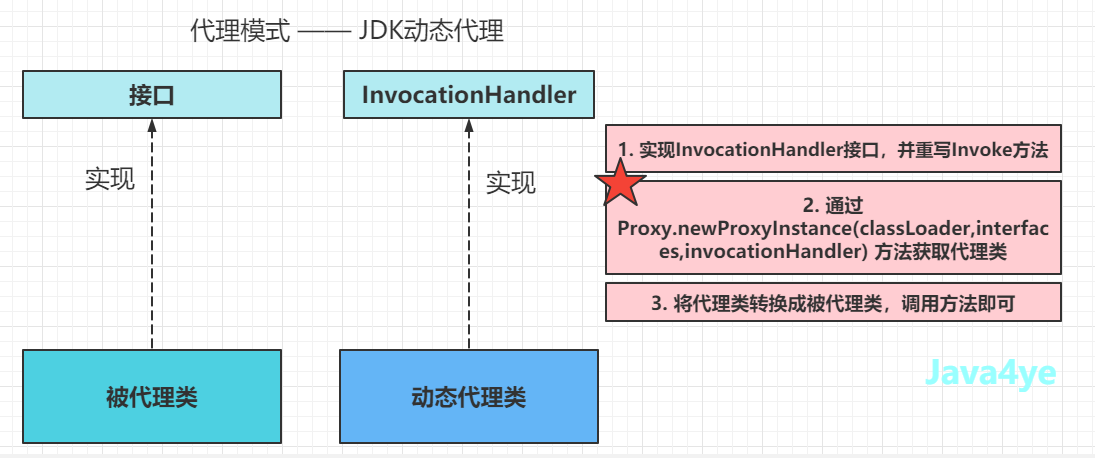 代理模式 —— JDK动态代理
接口
InvocationHandler
实现
实现
1. 实现InvocationHandler接口，并重写Invoke方法
2. 通过
Proxy.newProxyInstance(classLoader,interfac
es,invocationHandler) 方法获取代理类
3. 将代理类转换成被代理类，调用方法即可
被代理类
动态代理类
Java4ye